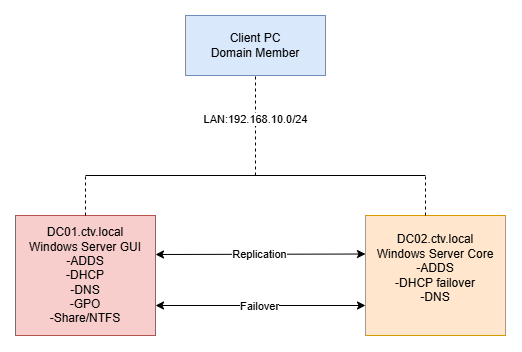 Client PC
Domain Member
LAN:192.168.10.0/24
DC01.ctv.local
Windows Server GUI
-ADDS
-DHCP
-DNS
-GPO
-Share/NTFS
Replication
Failover
DC02.ctv.local
Windows Server Core
-ADDS
-DHCP failover
-DNS